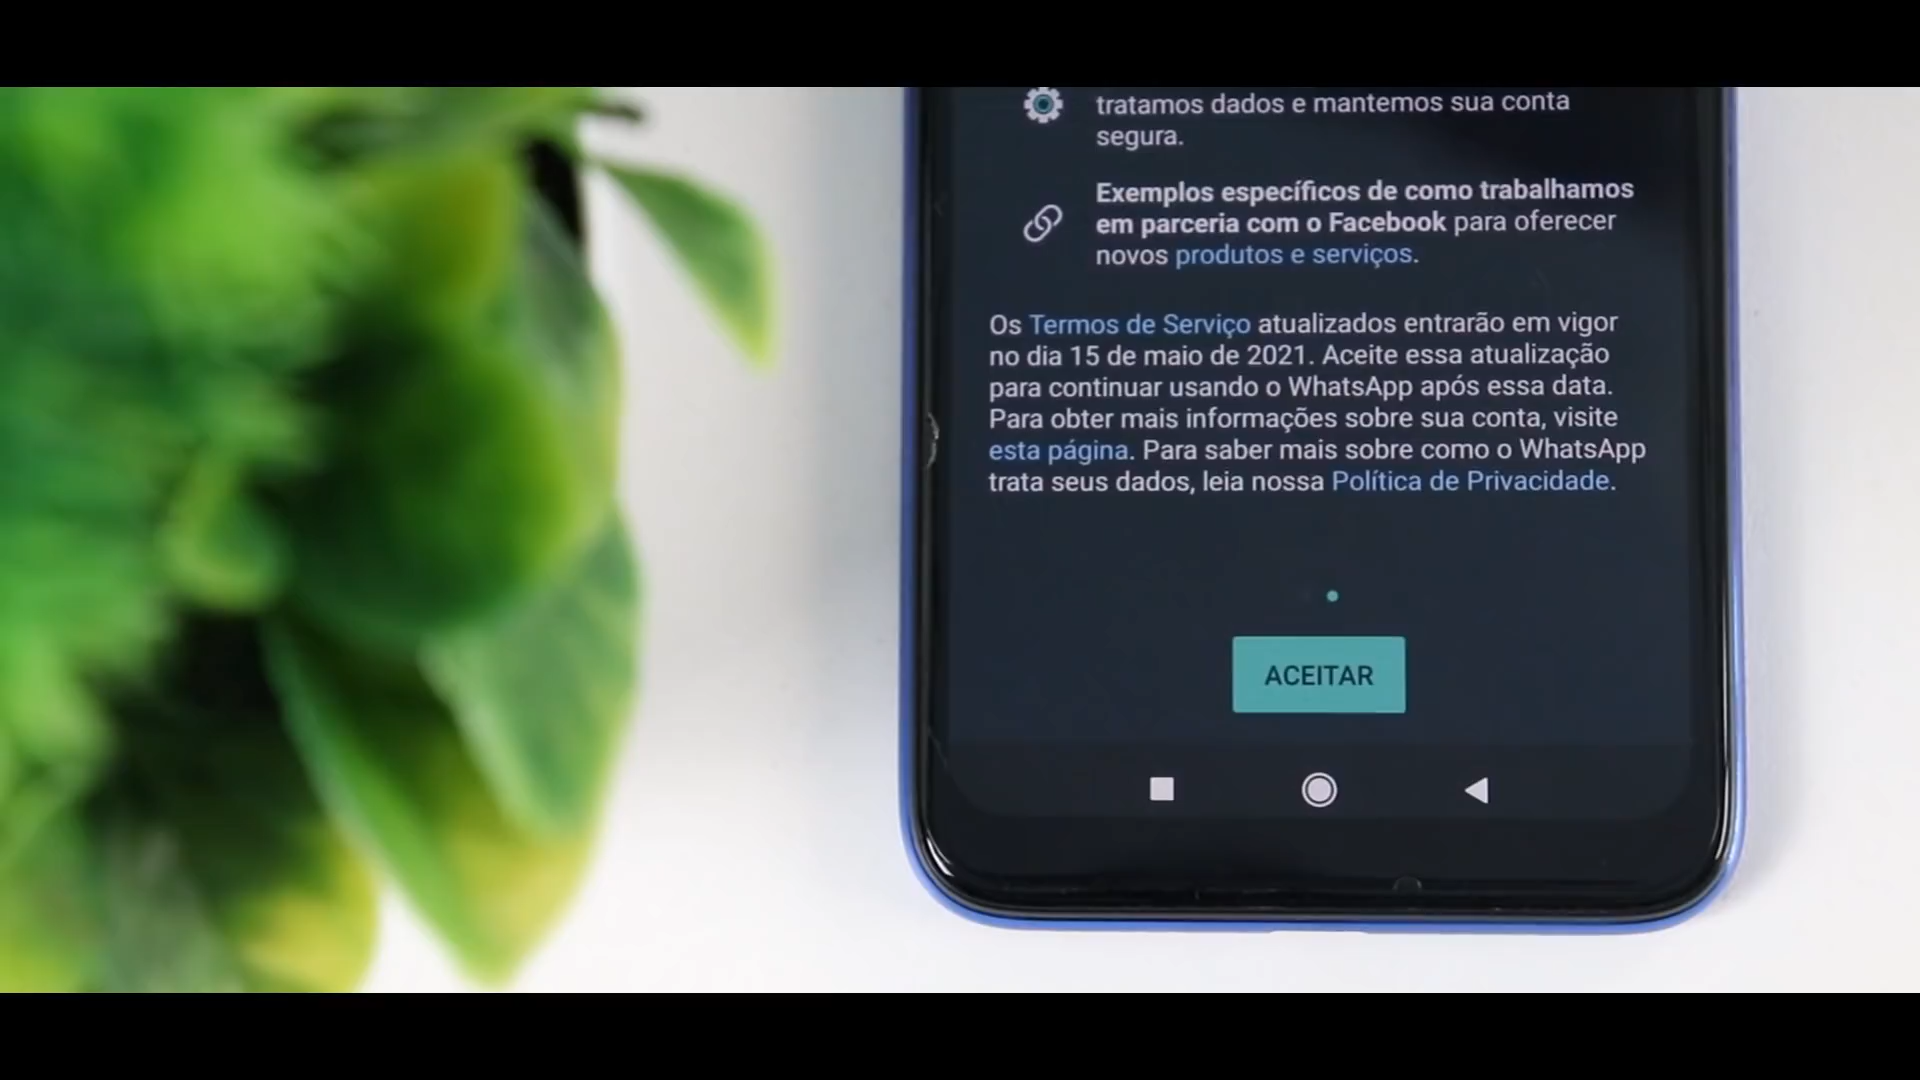 tratamos dados e mantemos sua conta
segura.
Exemplos específicos de como trabalhamos
em parceria com o Facebook para oferecer
novos produtos e serviços.
Os Termos de Serviço atualizados entrarão em vigor
no dia 15 de maio de 2021. Aceite essa atualização
para continuar usando o WhatsApp após essa data.
Para obter mais informações sobre sua conta, visite
esta página. Para saber mais sobre como o WhatsApp
trata seus dados, leia nossa Política de Privacidade.
ACEITAR